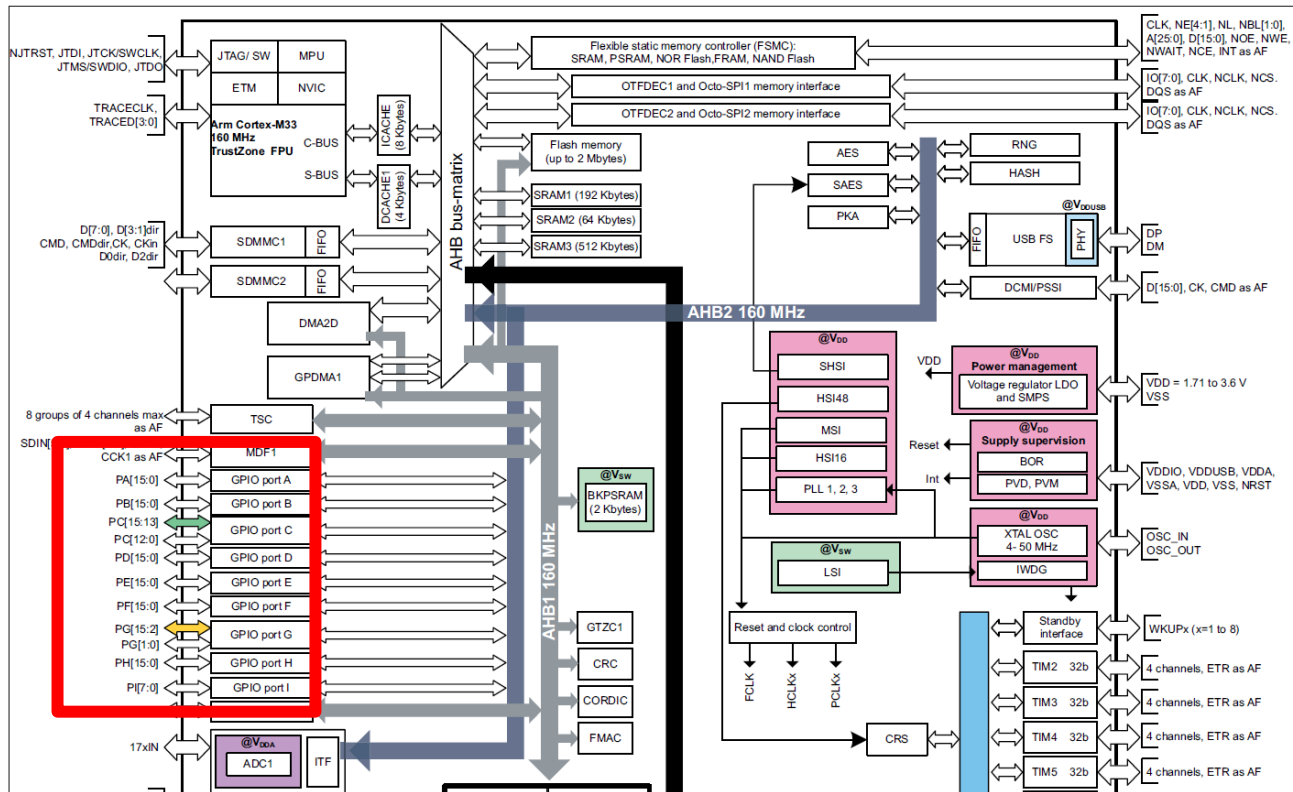 NJTRST, JTDI, JTCK/SWCLK,
JTMS/SWDIO, JTDO
TRACECLK,
TRACED[3:0]
JTAG/ SW
MPU
ETM
NVIC
Arm Cortex-M33
160 MHz
TrustZone FPU
C-BUS
S-BUS
ICACHE
(8 Kbytes)
DCACHE1
(4 Kbytes)
AHB bus-matrix
Flexible static memory controller (FSMC):
SRAM, PSRAM, NOR Flash,FRAM, NAND Flash
OTFDEC1 and Octo-SPI1 memory interface
OTFDEC2 and Octo-SPI2 memory interface
CLK, NE[4:1], NL, NBL[1:0],
A[25:0], D[15:0], NOE, NWE,
NWAIT, NCE, INT as AF
IO[7:0], CLK, NCLK, NCS.
DQS as AF
IO[7:0], CLK, NCLK, NCS.
DQS as AF
Flash memory
(up to 2 Mbytes)
SRAM1 (192 Kbytes)
SRAM2 (64 Kbytes)
SRAM3 (512 Kbytes)
AES
SAES
PKA
RNG
HASH
@VDDUSB
FIFO
USB FS
PHY
DP
DM
DCMI/PSSI
D[15:0], CK, CMD as AF
D[7:0], D[3:1]dir
CMD, CMDdir,CK, CKin
D0dir, D2dir
SDMMC1
FIFO
SDMMC2
FIFO
DMA2D
GPDMA1
AHB2 160 MHz
AHB1 160 MHz
8 groups of 4 channels max
as AF
TSC
SDIN[
CCK1 as AF
MDF1
PA[15:0]
GPIO port A
PB[15:0]
GPIO port B
PC[15:13]
PC[12:0]
GPIO port C
PD[15:0]
GPIO port D
PE[15:0]
GPIO port E
PF[15:0]
GPIO port F
PG[15:2]
PG[1:0]
GPIO port G
PH[15:0]
GPIO port H
PI[7:0]
GPIO port I
17xIN
@VDDA
ADC1
ITF
@VSW
BKPSRAM
(2 Kbytes)
GTZC1
CRC
CORDIC
FMAC
@VDD
SHSI
HSI48
MSI
HSI16
PLL 1, 2, 3
@VSW
LSI
Reset and clock control
FCLK
HCLKx
PCLKx
CRS
VDD
@VDD
Power management
Voltage regulator LDO
and SMPS
VDD = 1.71 to 3.6 V
VSS
Reset
Int
@VDD
Supply supervision
BOR
PVD, PVM
VDDIO, VDDUSB, VDDA,
VSSA, VDD, VSS, NRST
@VDD
XTAL OSC
4- 50 MHz
IWDG
OSC_IN
OSC_OUT
Standby
interface
WKUPx (x=1 to 8)
TIM2 32b
4 channels, ETR as AF
TIM3 32b
4 channels, ETR as AF
TIM4 32b
4 channels, ETR as AF
TIM5 32b
4 channels, ETR as AF